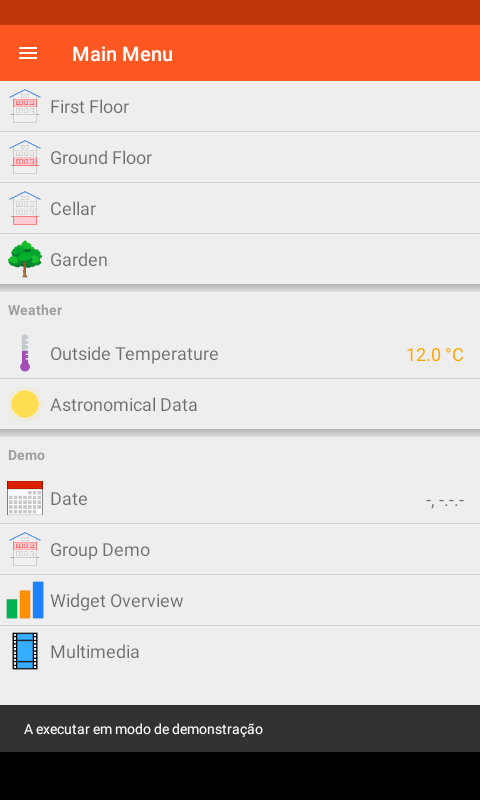 Main Menu
First Floor
Ground Floor
Cellar
Garden
Weather
Outside Temperature 12.0 °C
Astronomical Data
Demo
Date -, -.-.-
Group Demo
Widget Overview
Multimedia
A executar em modo de demonstração